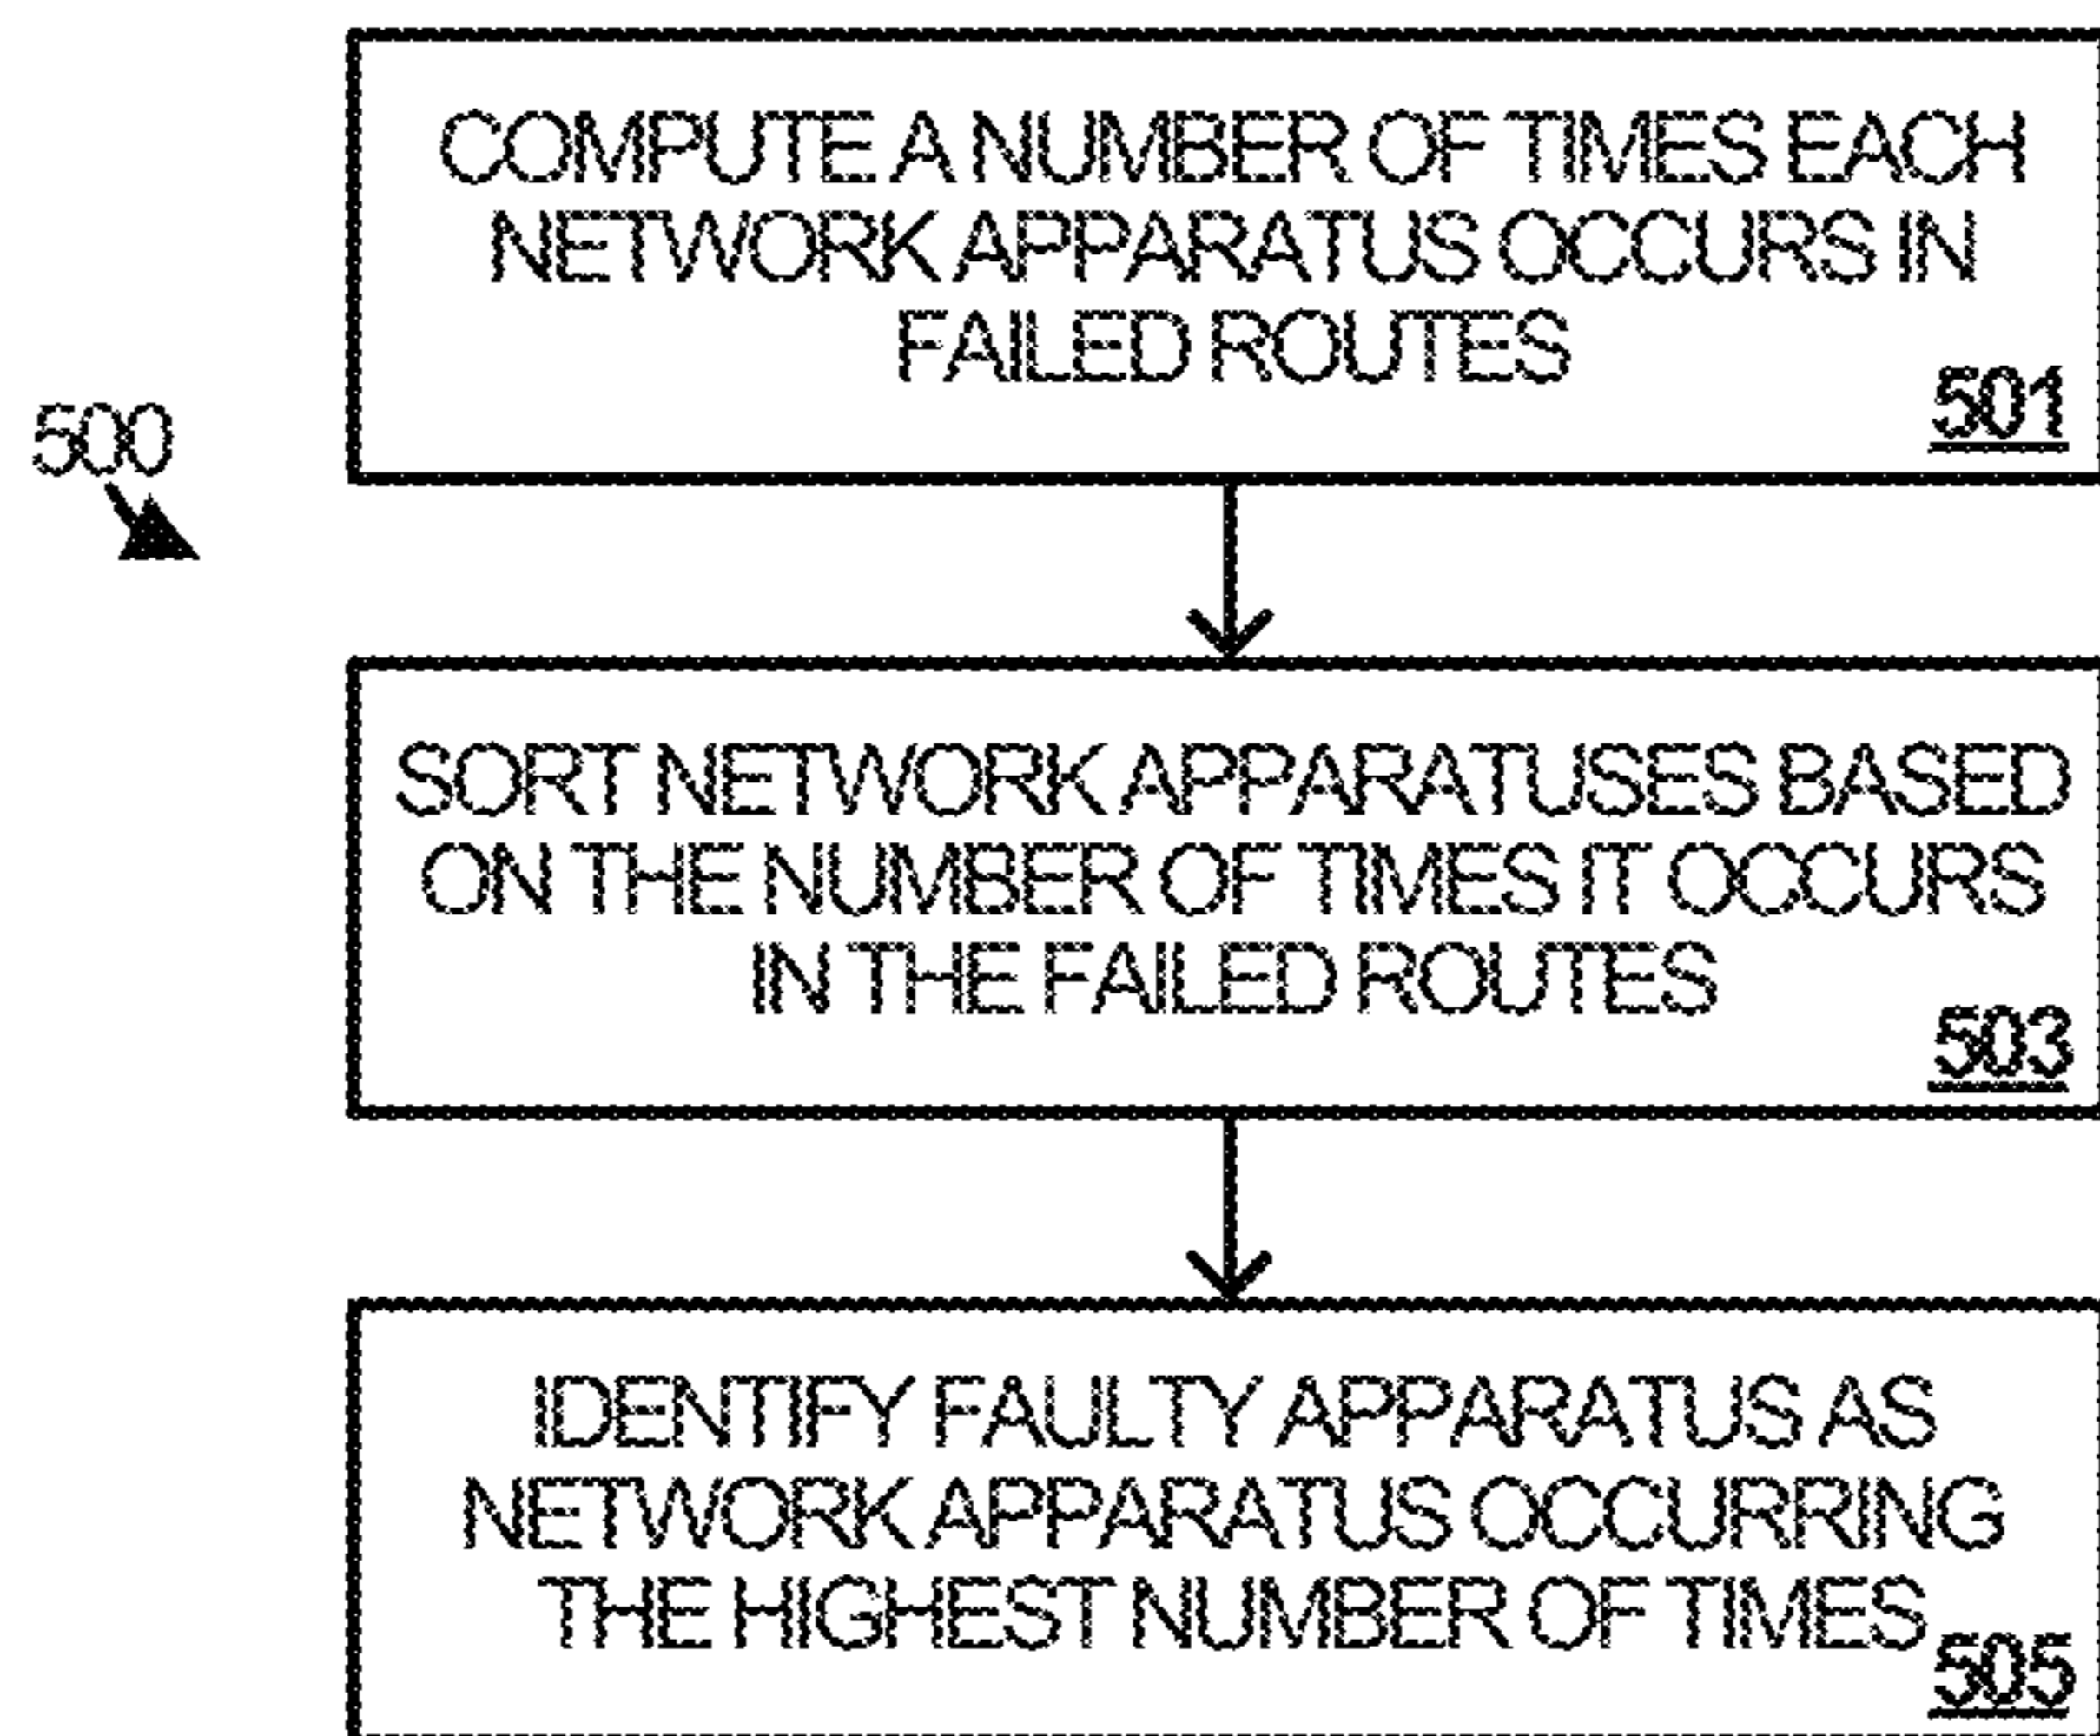 COMPUTE A NUMBER OF TIMES EACH
NETWORK APPARATUS OCCURS IN
FAILED ROUTES
501
500
SORT NETWORK APPARATUSES BASED
ON THE NUMBER OF TIMES IT OCCURS
IN THE FAILED ROUTES
503
IDENTIFY FAULTY APPARATUS AS
NETWORK APPARATUS OCCURRING
THE HIGHEST NUMBER OF TIMES
505